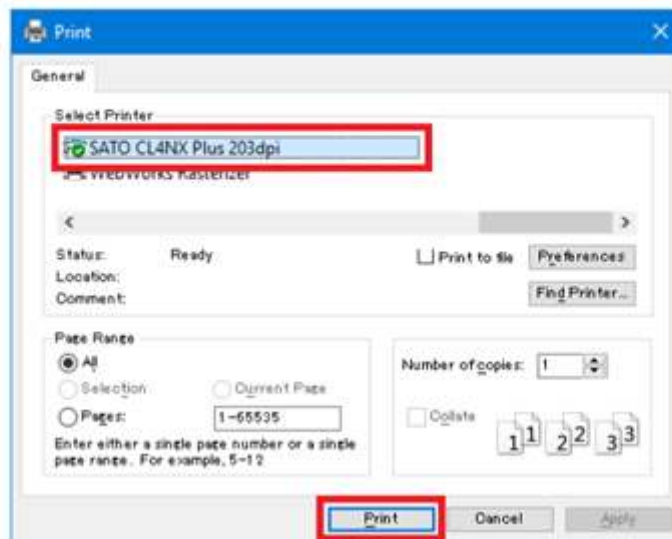 Print
General
Select Printer
SATO CL4NX Plus 203dpi
WebWorks Rasterizer
Status: Ready
Print to file
Preferences
Location:
Comment:
Find Printer...
Page Range
All
Selection
Current Page
Pages: 1-65535
Enter either a single page number or a single
page range. For example, 5-12
Number of copies: 1
Collate
1 1 2 2 3 3
Print
Cancel
Apply